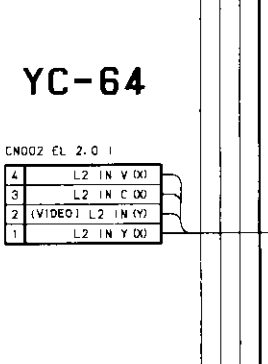 YC-64
CN002 EL 2.0 I
4 L2 IN V (X)
3 L2 IN C (X)
2 (VIDEO) L2 IN (Y)
1 L2 IN Y (X)